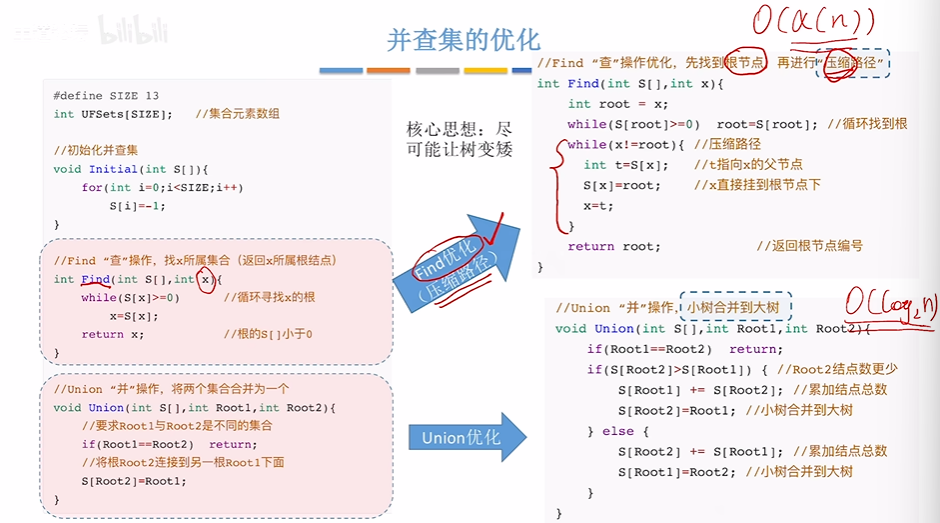 bilibili
并查集的优化
O(α(n))
#define SIZE 13
int UFSets[SIZE];   //集合元素数组
//初始化并查集
void Initial(int S[]){
    for(int i=0;i<SIZE;i++)
        S[i]=-1;
}
//Find “查”操作，找x所属集合（返回x所属根结点）
int Find(int S[],int x){
    while(S[x]>=0)      //循环寻找x的根
        x=S[x];
    return x;           //根的S[]小于0
}
//Union “并”操作，将两个集合合并为一个
void Union(int S[],int Root1,int Root2){
    //要求Root1与Root2是不同的集合
    if(Root1==Root2)  return;
    //将根Root2连接到另一根Root1下面
    S[Root2]=Root1;
}
核心思想：尽
可能让树变矮
Find优化
（压缩路径）
Union优化
//Find “查”操作优化，先找到根节点，再进行“压缩路径”
int Find(int S[],int x){
    int root = x;
    while(S[root]>=0)  root=S[root]; //循环找到根
    while(x!=root){ //压缩路径
      int t=S[x];   //t指向x的父节点
      S[x]=root;    //x直接挂到根节点下
      x=t;
    }
    return root;            //返回根节点编号
}
O(log₂n)
//Union “并”操作，小树合并到大树
void Union(int S[],int Root1,int Root2){
    if(Root1==Root2)  return;
    if(S[Root2]>S[Root1]) { //Root2结点数更少
        S[Root1] += S[Root2]; //累加结点总数
        S[Root2]=Root1; //小树合并到大树
    } else {
        S[Root2] += S[Root1]; //累加结点总数
        S[Root1]=Root2; //小树合并到大树
    }
}